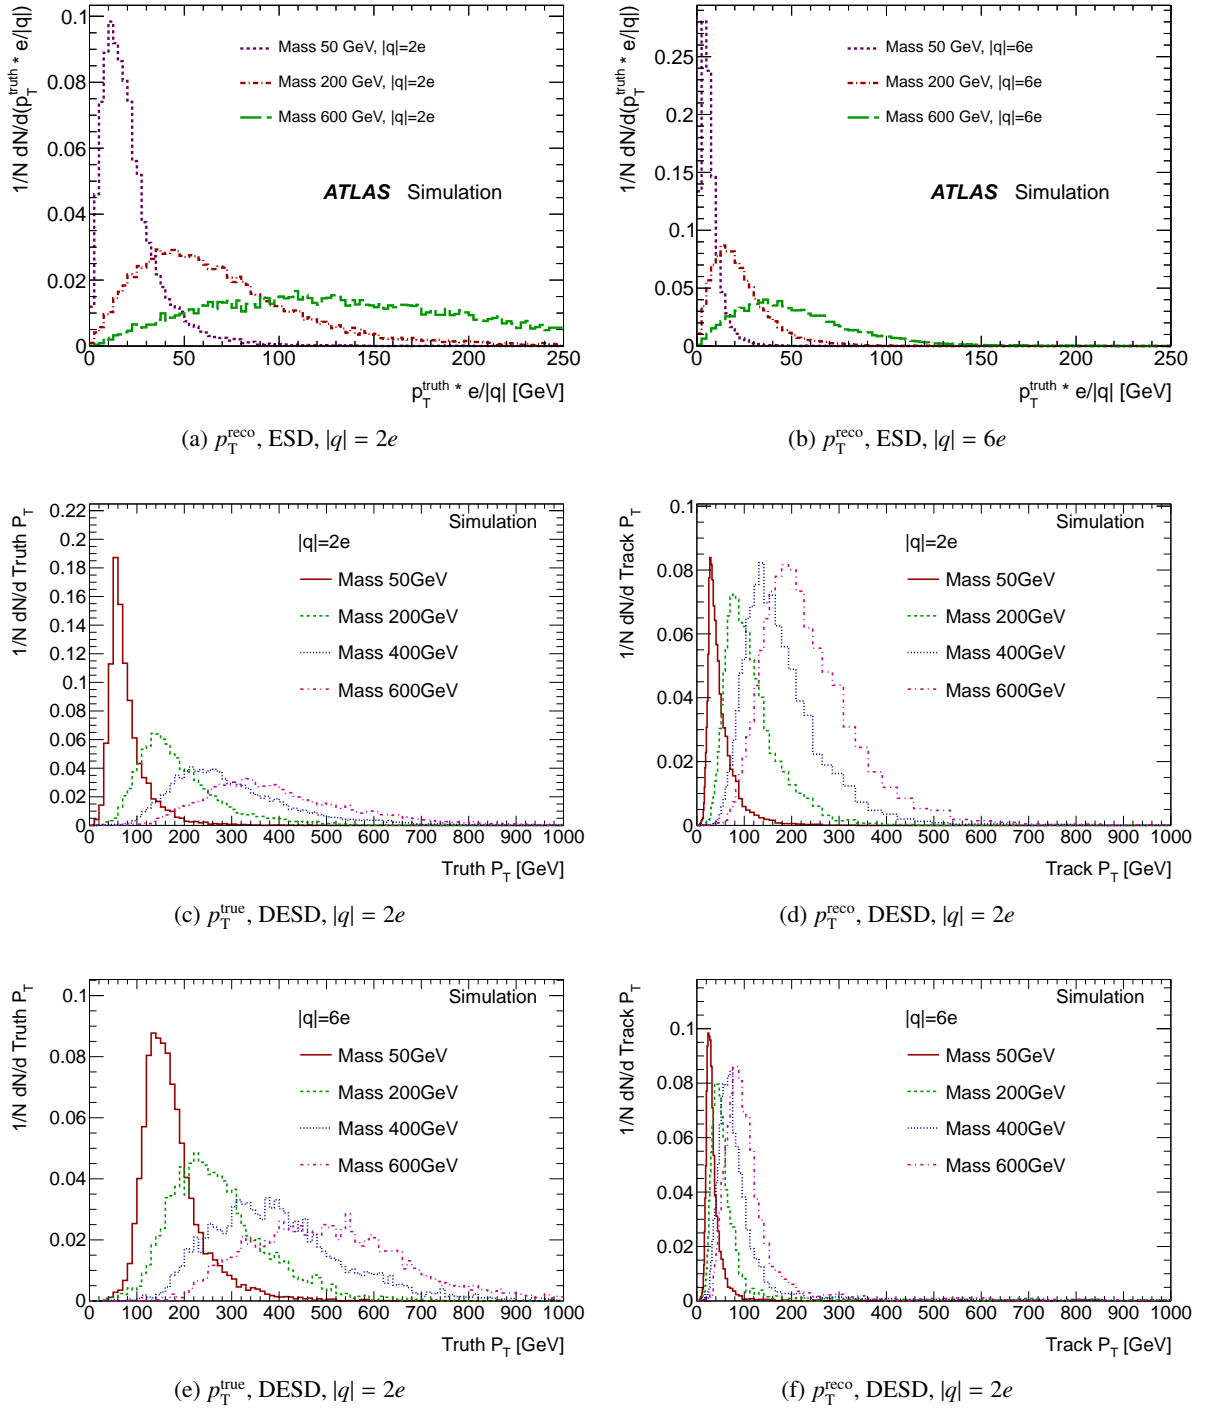 1/N dN/d(p_T^truth * e/|q|)
0.1
0.08
0.06
0.04
0.02
0
Mass 50 GeV, |q|=2e
Mass 200 GeV, |q|=2e
Mass 600 GeV, |q|=2e
ATLAS Simulation
0 50 100 150 200 250
p_T^truth * e/|q| [GeV]
(a) p_T^reco, ESD, |q| = 2e
1/N dN/d(p_T^truth * e/|q|)
0.25
0.2
0.15
0.1
0.05
0
Mass 50 GeV, |q|=6e
Mass 200 GeV, |q|=6e
Mass 600 GeV, |q|=6e
ATLAS Simulation
0 50 100 150 200 250
p_T^truth * e/|q| [GeV]
(b) p_T^reco, ESD, |q| = 6e
1/N dN/d Truth P_T
0.22
0.2
0.18
0.16
0.14
0.12
0.1
0.08
0.06
0.04
0.02
0
Simulation
|q|=2e
Mass 50GeV
Mass 200GeV
Mass 400GeV
Mass 600GeV
0 100 200 300 400 500 600 700 800 900 1000
Truth P_T [GeV]
(c) p_T^true, DESD, |q| = 2e
1/N dN/d Track P_T
0.1
0.08
0.06
0.04
0.02
0
Simulation
|q|=2e
Mass 50GeV
Mass 200GeV
Mass 400GeV
Mass 600GeV
0 100 200 300 400 500 600 700 800 900 1000
Track P_T [GeV]
(d) p_T^reco, DESD, |q| = 2e
1/N dN/d Truth P_T
0.1
0.08
0.06
0.04
0.02
0
Simulation
|q|=6e
Mass 50GeV
Mass 200GeV
Mass 400GeV
Mass 600GeV
0 100 200 300 400 500 600 700 800 900 1000
Truth P_T [GeV]
(e) p_T^true, DESD, |q| = 2e
1/N dN/d Track P_T
0.1
0.08
0.06
0.04
0.02
0
Simulation
|q|=6e
Mass 50GeV
Mass 200GeV
Mass 400GeV
Mass 600GeV
0 100 200 300 400 500 600 700 800 900 1000
Track P_T [GeV]
(f) p_T^reco, DESD, |q| = 2e